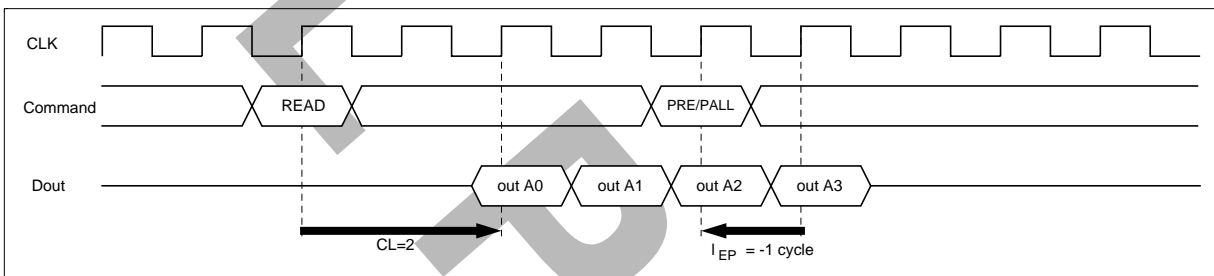 CLK
Command
READ
PRE/PALL
Dout
out A0
out A1
out A2
out A3
CL=2
l EP = -1 cycle